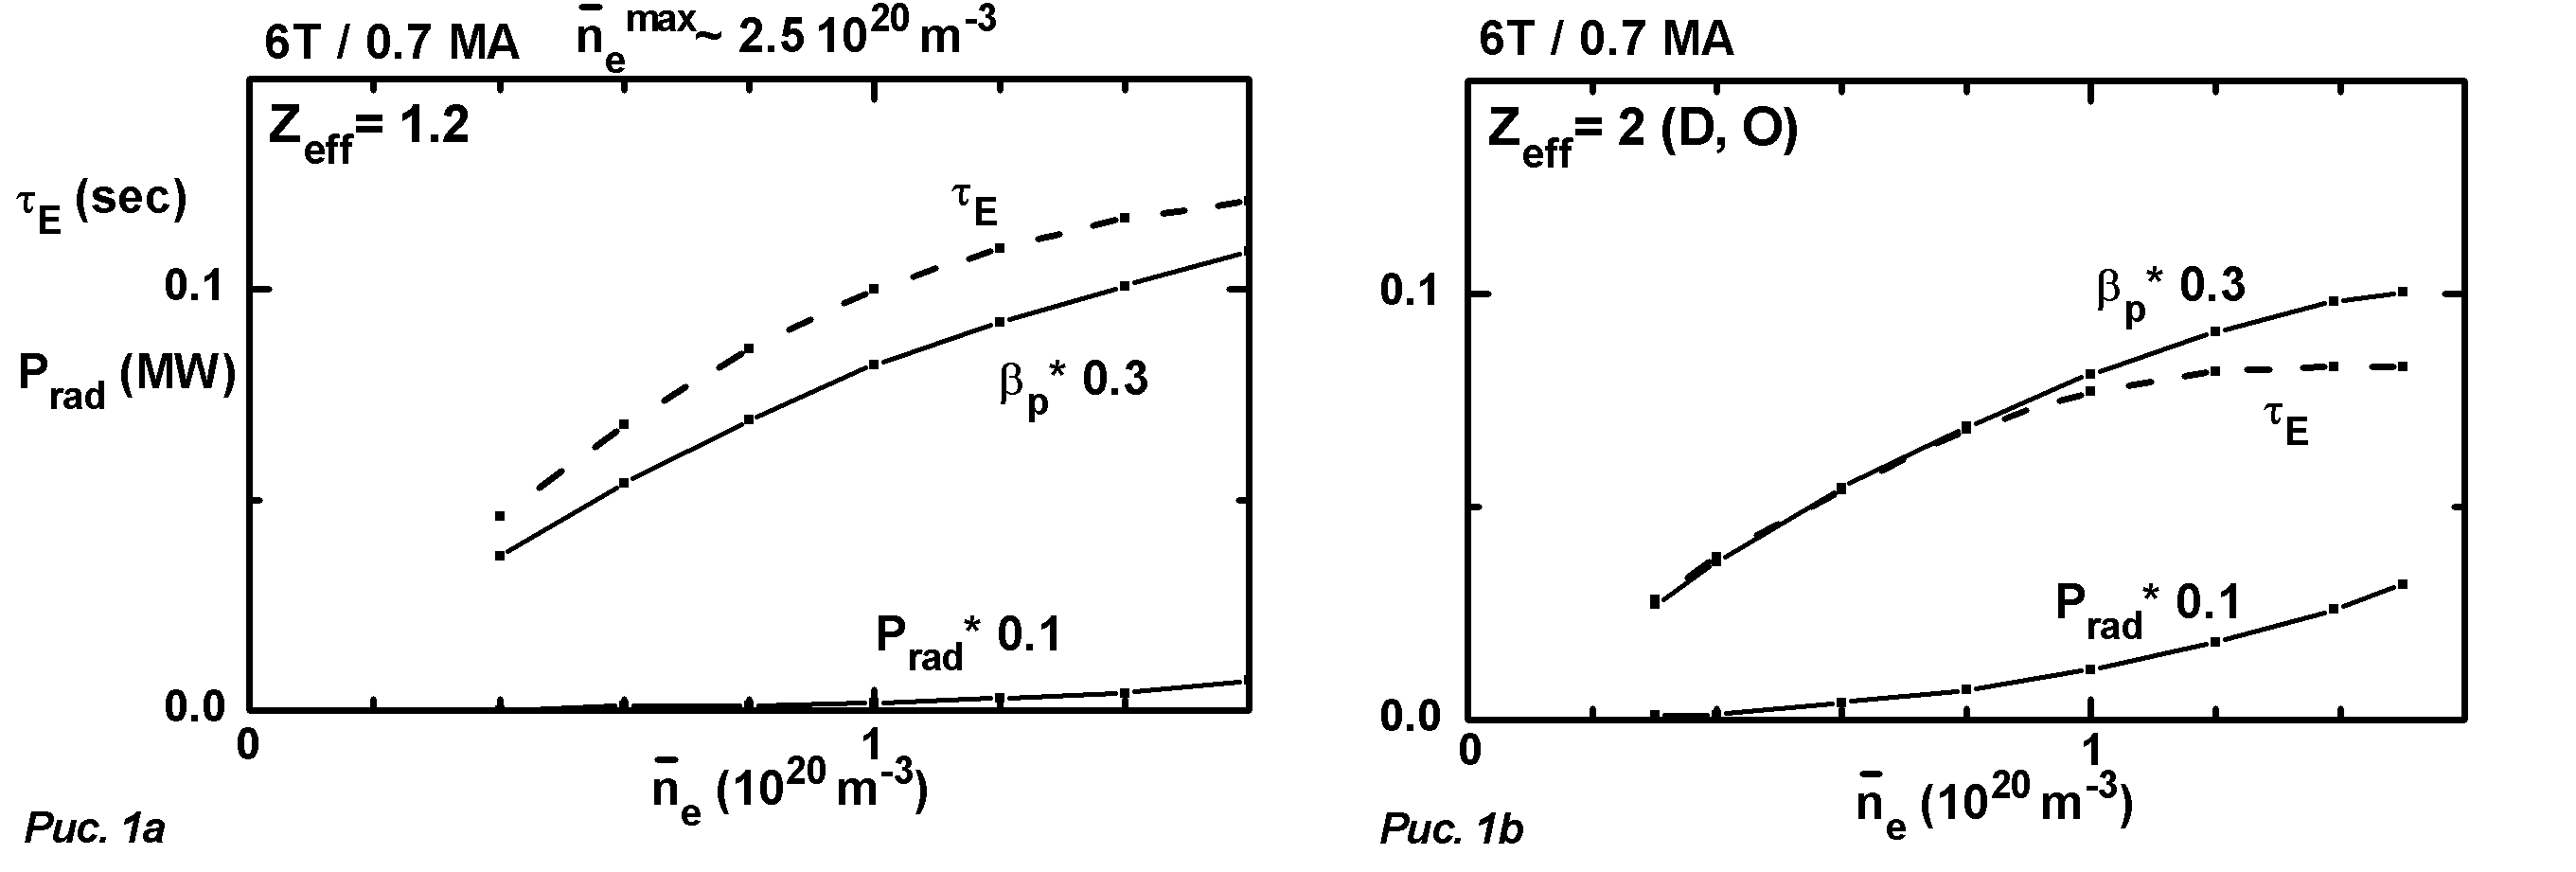 6T / 0.7 MA n̄e^max ~ 2.5 10^20 m^-3
Zeff = 1.2
τE (sec)
τE
0.1
Prad (MW)
βp* 0.3
Prad* 0.1
0.0
0 1
n̄e (10^20 m^-3)
Рис. 1a
6T / 0.7 MA
Zeff = 2 (D, O)
0.1
βp* 0.3
τE
Prad* 0.1
0.0
0 1
n̄e (10^20 m^-3)
Рис. 1b